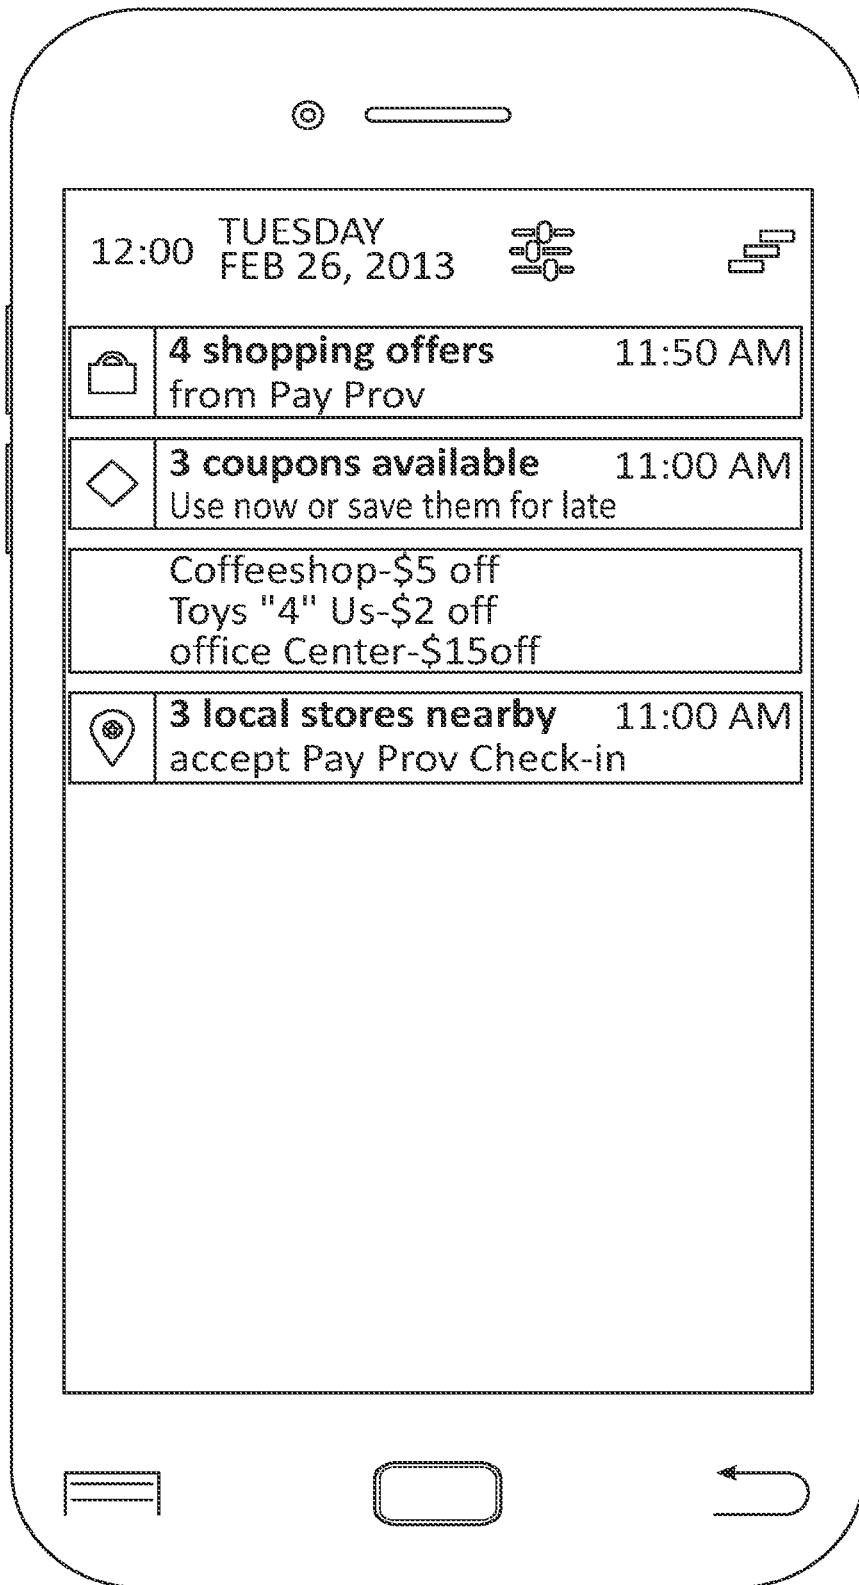 12:00 TUESDAY
FEB 26, 2013
4 shopping offers 11:50 AM
from Pay Prov
3 coupons available 11:00 AM
Use now or save them for late
Coffeeshop-$5 off
Toys "4" Us-$2 off
office Center-$15off
3 local stores nearby 11:00 AM
accept Pay Prov Check-in